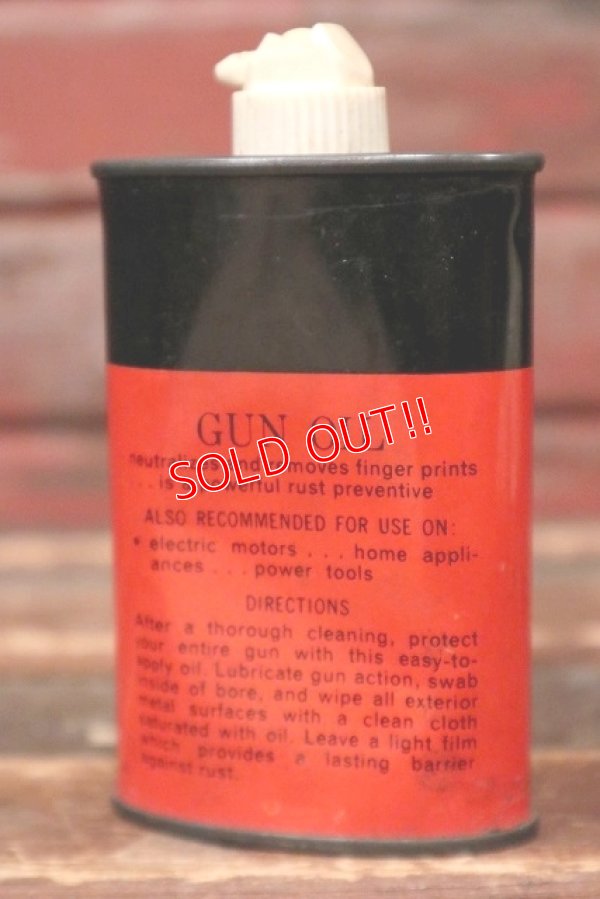 GUN OIL
SOLD OUT!!
neutralizes and removes finger prints
. . . is a powerful rust preventive
ALSO RECOMMENDED FOR USE ON:
• electric motors . . . home appli-
ances . . . power tools
DIRECTIONS
After a thorough cleaning, protect
your entire gun with this easy-to-
apply oil. Lubricate gun action, swab
inside of bore, and wipe all exterior
metal surfaces with a clean cloth
saturated with oil. Leave a light film
which provides a lasting barrier
against rust.